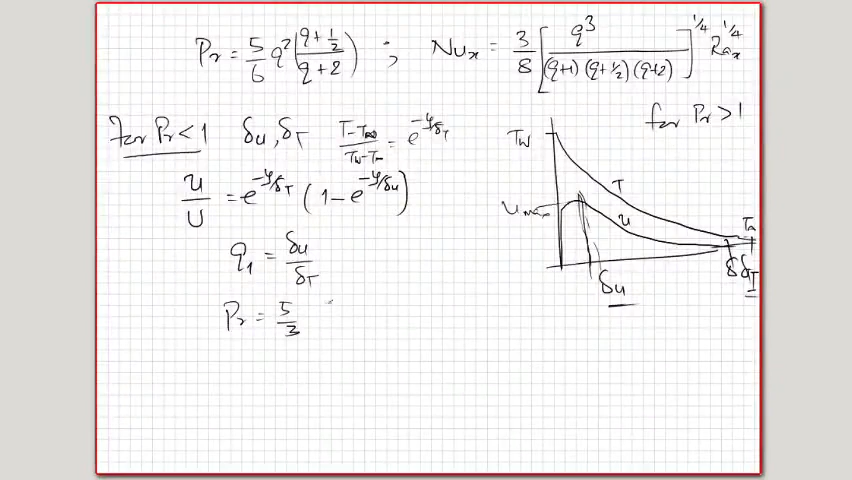 Pr = 5/6 q² ( (q + 1/2) / (q + 2) ) ; Nuₓ = 3/8 [ q³ / ((q+1) (q+1/2) (q+2)) ]^1/4 Raₓ^1/4
for Pr > 1
for Pr < 1 δu, δT (T - T∞)/(Tw - T∞) = e^(-y/δT)
u/U = e^(-y/δT) ( 1 - e^(-y/δu) )
q₁ = δu/δT
Pr = 5/3
Tw
T
Umax
u
T∞
δu
δT